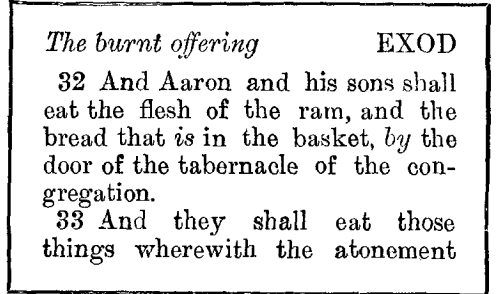 The burnt offering EXOD
32 And Aaron and his sons shall
eat the flesh of the ram, and the
bread that is in the basket, by the
door of the tabernacle of the con-
gregation.
33 And they shall eat those
things wherewith the atonement